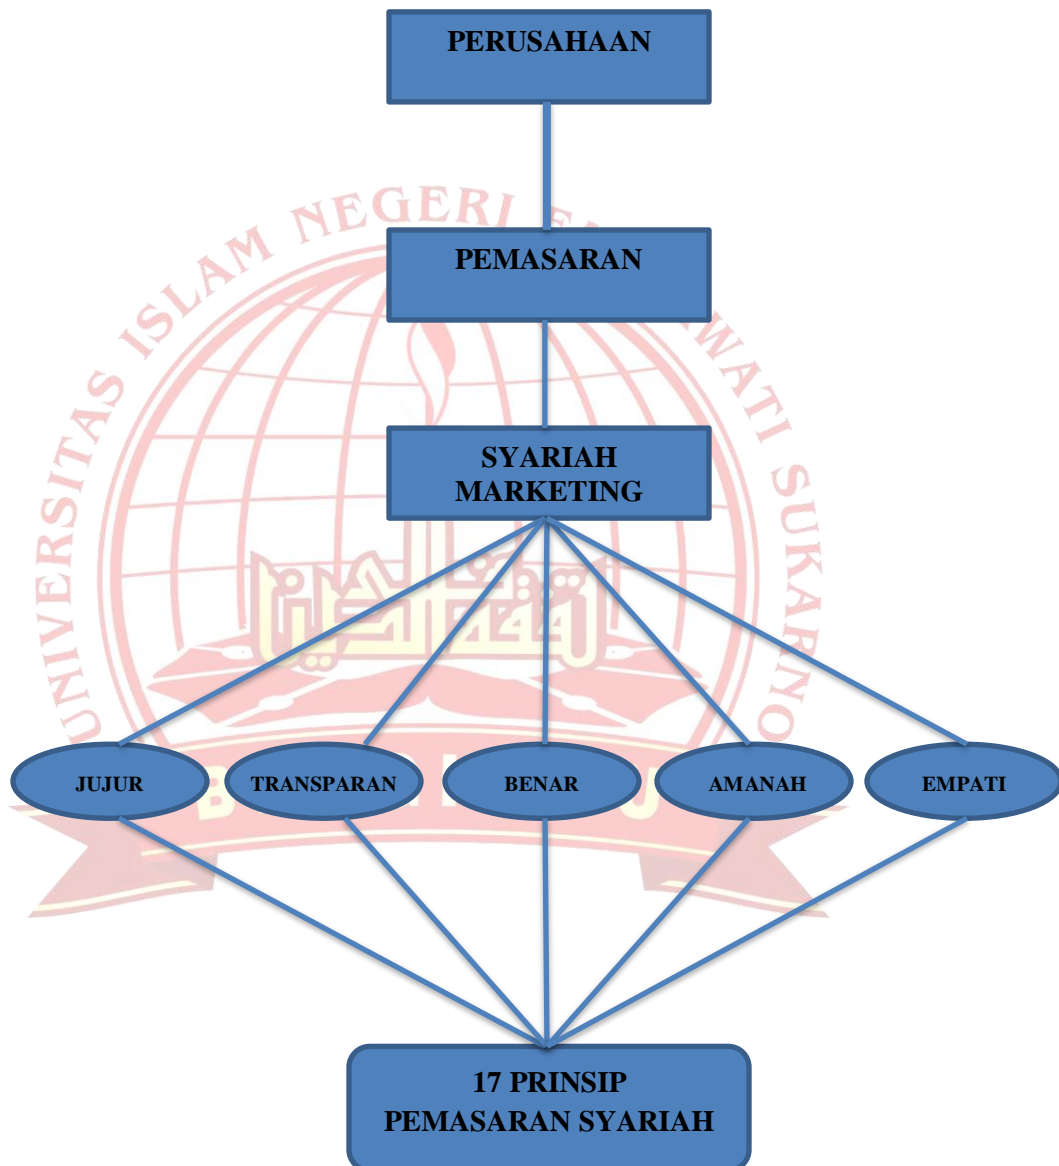 PERUSAHAAN
UNIVERSITAS ISLAM NEGERI
SUKARNO
PEMASARAN
SYARIAH
MARKETING
JUJUR
TRANSPARAN
BENAR
AMANAH
EMPATI
17 PRINSIP
PEMASARAN SYARIAH